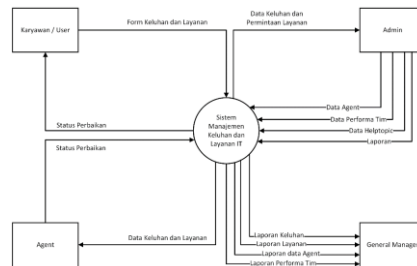 Karyawan / User
Form Keluhan dan Layanan
Data Keluhan dan
Permintaan Layanan
Admin
Data Agent
Data Performa Tim
Data Helptopic
Laporan
Sistem
Manajemen
Keluhan dan
Layanan IT
Status Perbaikan
Status Perbaikan
Agent
Data Keluhan dan Layanan
Laporan Keluhan
Laporan Layanan
Laporan data Agent
Laporan Performa Tim
General Manager